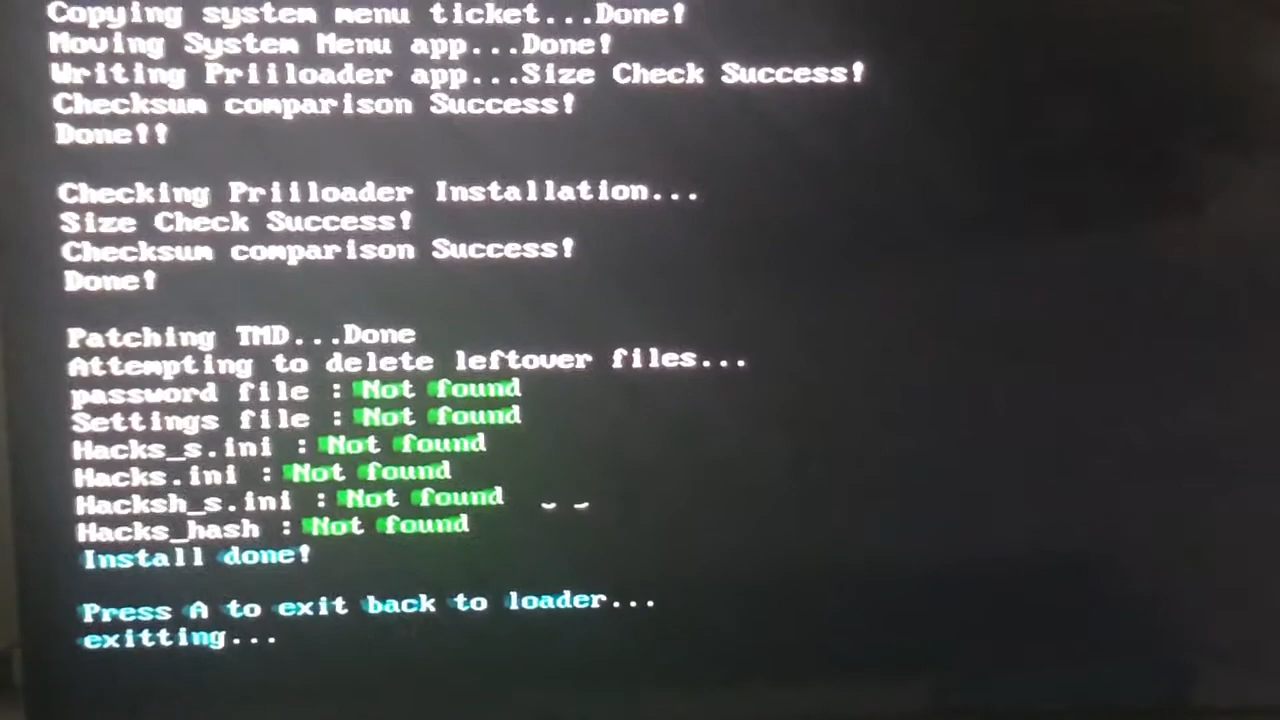 Copying system menu ticket...Done!
Moving System Menu app...Done!
Writing Priiloader app...Size Check Success!
Checksum comparison Success!
Done!!
Checking Priiloader Installation...
Size Check Success!
Checksum comparison Success!
Done!
Patching TMD...Done
Attempting to delete leftover files...
password file : Not found
Settings file : Not found
Hacks_s.ini : Not found
Hacks.ini : Not found
Hacksh_s.ini : Not found
Hacks_hash : Not found
Install done!
Press A to exit back to loader...
exitting...